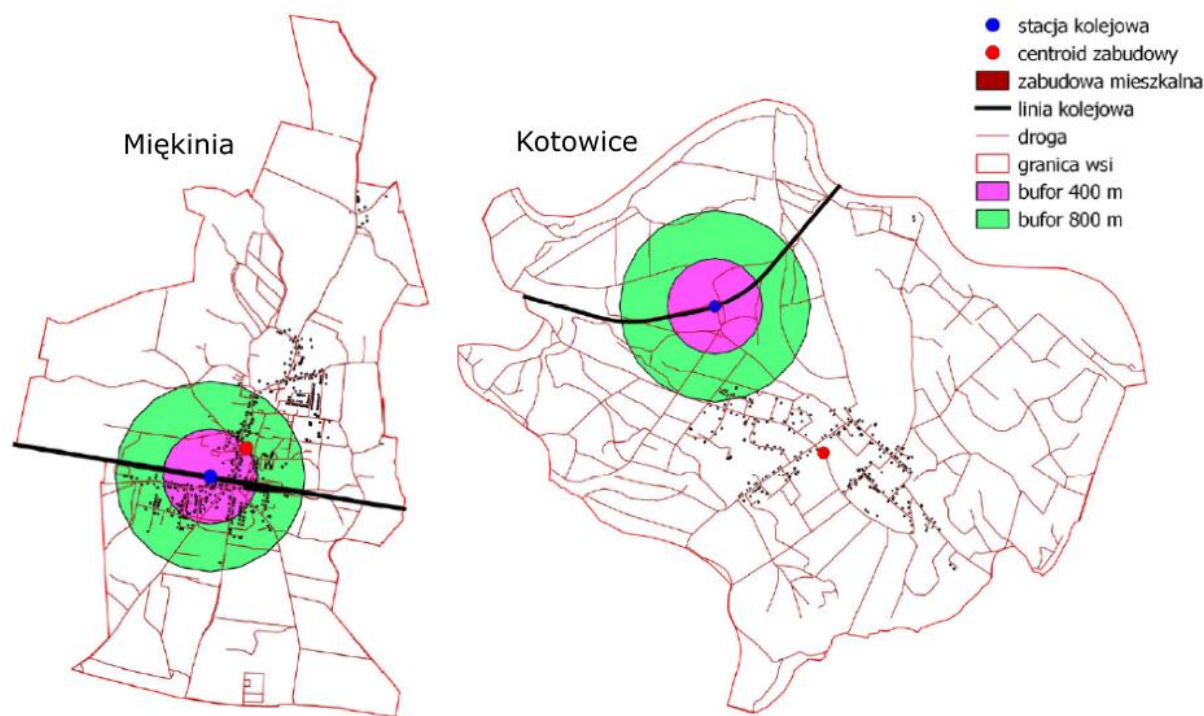 Miękinia
Kotowice
stacja kolejowa
centroid zabudowy
zabudowa mieszkalna
linia kolejowa
droga
granica wsi
bufor 400 m
bufor 800 m